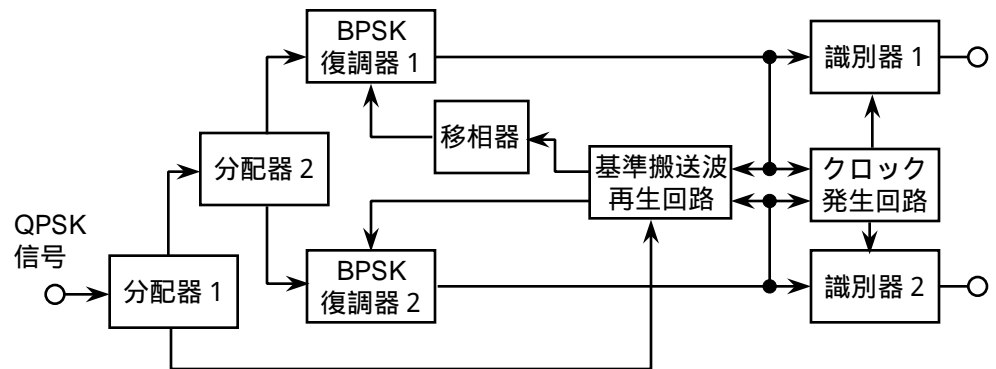 BPSK
復調器 1
識別器 1
移相器
分配器 2
基準搬送波
再生回路
クロック
発生回路
QPSK
信号
分配器 1
BPSK
復調器 2
識別器 2